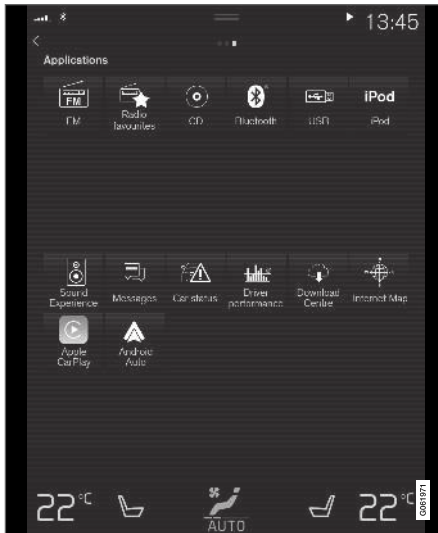 13:45
Applications
FM
iPod
FM
Radio
favourites
CD
Bluetooth
USB
iPod
Sound
Experience
Messages
Car status
Driver
performance
Download
Centre
Internet Map
Apple
CarPlay
Android
Auto
22°C
AUTO
22°C
G061971